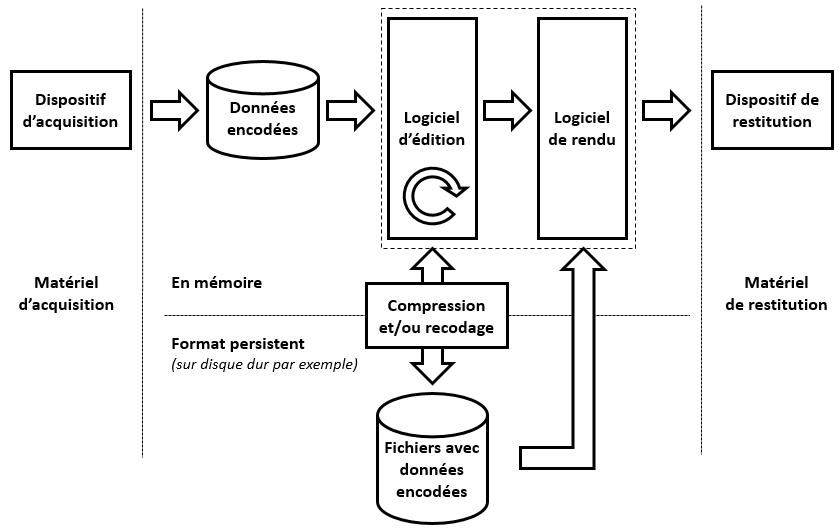 Dispositif
d'acquisition
Données
encodées
Logiciel
d'édition
Logiciel
de rendu
Dispositif de
restitution
Matériel
d'acquisition
En mémoire
Matériel
de restitution
Compression
et/ou recodage
Format persistent
(sur disque dur par exemple)
Fichiers avec
données
encodées